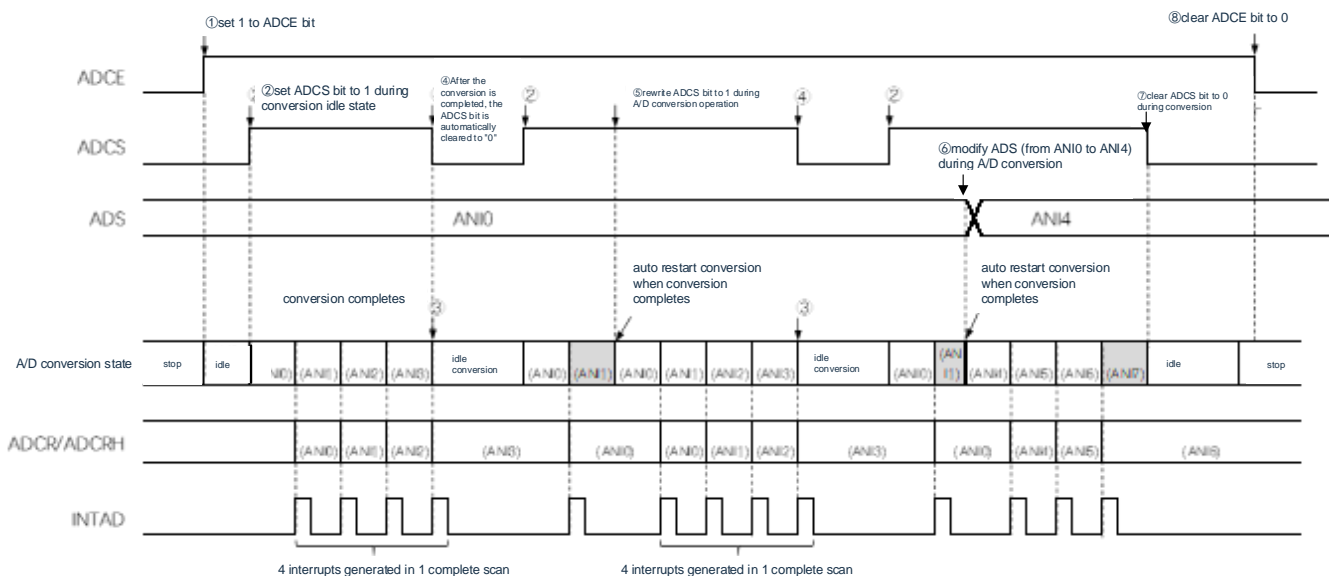 ①set 1 to ADCE bit
⑧clear ADCE bit to 0
ADCE
②set ADCS bit to 1 during
conversion idle state
④After the
conversion is
completed, the
ADCS bit is
automatically
cleared to "0"
②
⑤rewrite ADCS bit to 1 during
A/D conversion operation
④
②
⑦clear ADCS bit to 0
during conversion
ADCS
⑥modify ADS (from ANI0 to ANI4)
during A/D conversion
ADS
ANI0
ANI4
conversion completes
③
auto restart conversion
when conversion
completes
③
auto restart conversion
when conversion
completes
A/D conversion state
stop
idle
(ANI1)
(ANI2)
(ANI3)
idle
conversion
(ANI0)
(ANI1)
(ANI0)
(ANI1)
(ANI2)
(ANI3)
idle
conversion
(ANI0)
(ANI4)
(ANI5)
(ANI6)
(ANI7)
idle
stop
ADCR/ADCRH
(ANI0)
(ANI1)
(ANI2)
(ANI3)
(ANI0)
(ANI0)
(ANI1)
(ANI2)
(ANI3)
(ANI0)
(ANI4)
(ANI5)
(ANI6)
INTAD
4 interrupts generated in 1 complete scan
4 interrupts generated in 1 complete scan